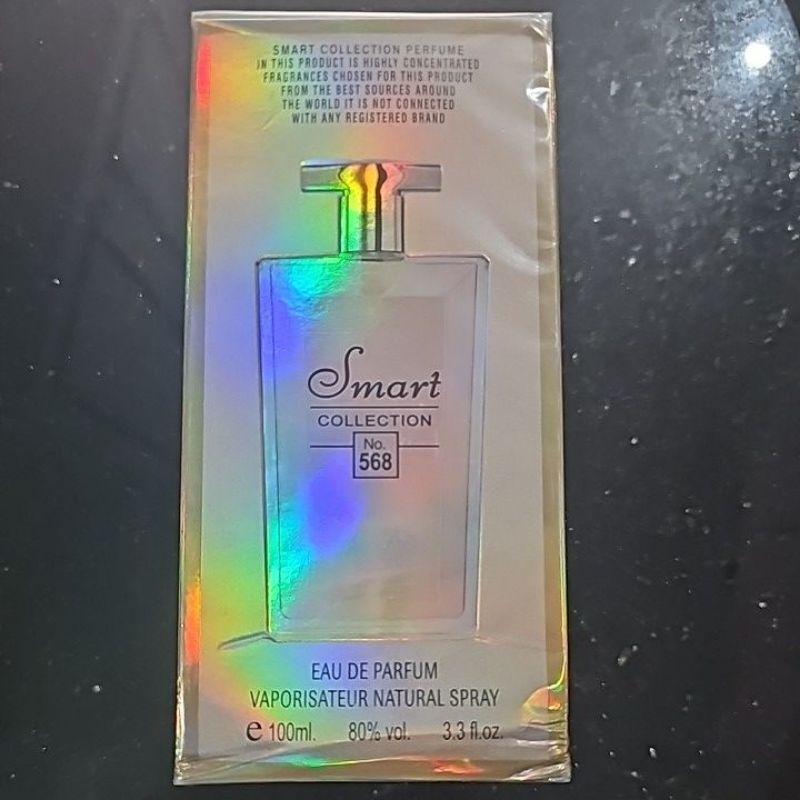 SMART COLLECTION PERFUME
IN THIS PRODUCT IS HIGHLY CONCENTRATED
FRAGRANCES CHOSEN FOR THIS PRODUCT
FROM THE BEST SOURCES AROUND
THE WORLD IT IS NOT CONNECTED
WITH ANY REGISTERED BRAND
Smart
COLLECTION
No.
568
EAU DE PARFUM
VAPORISATEUR NATURAL SPRAY
e 100ml. 80% vol. 3.3 fl.oz.